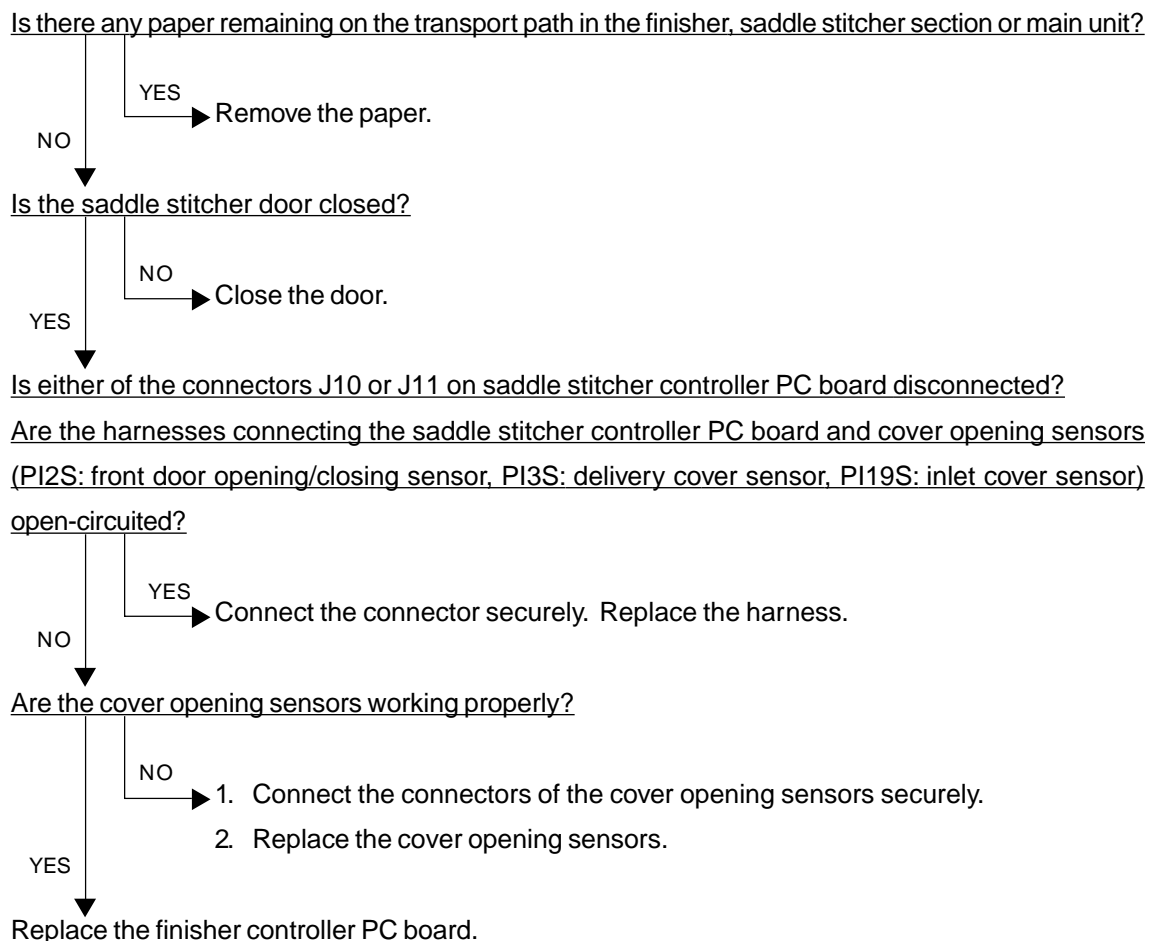 Is there any paper remaining on the transport path in the finisher, saddle stitcher section or main unit?
YES
Remove the paper.
NO
Is the saddle stitcher door closed?
NO
Close the door.
YES
Is either of the connectors J10 or J11 on saddle stitcher controller PC board disconnected?
Are the harnesses connecting the saddle stitcher controller PC board and cover opening sensors
(PI2S: front door opening/closing sensor, PI3S: delivery cover sensor, PI19S: inlet cover sensor)
open-circuited?
YES
Connect the connector securely. Replace the harness.
NO
Are the cover opening sensors working properly?
NO
1. Connect the connectors of the cover opening sensors securely.
2. Replace the cover opening sensors.
YES
Replace the finisher controller PC board.